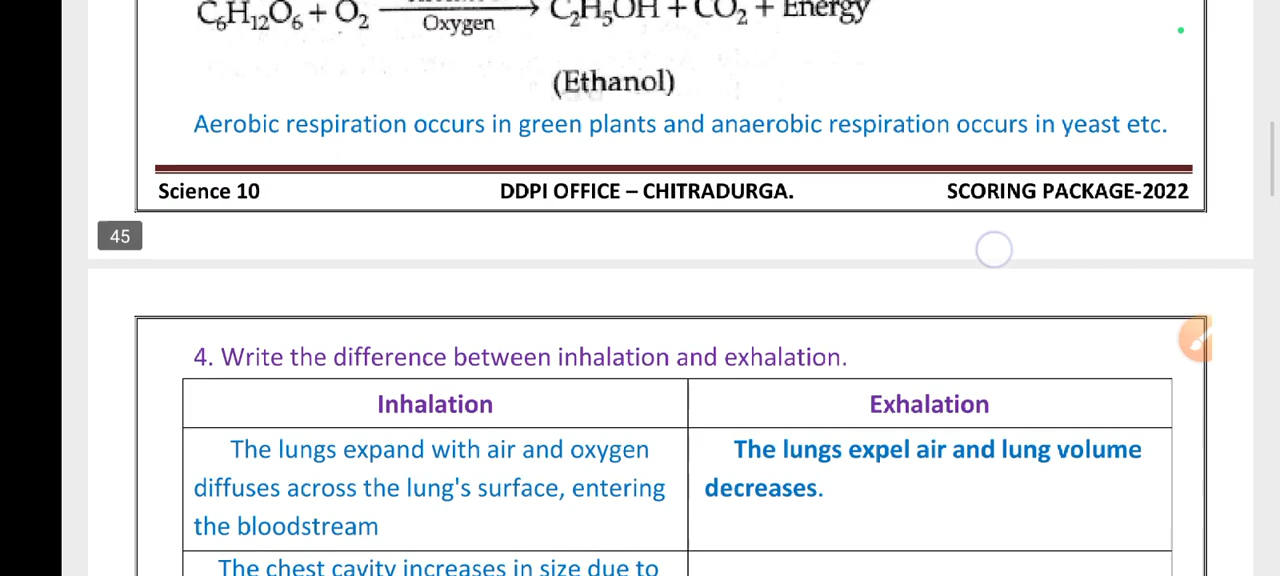 C₆H₁₂O₆ + O₂ ⟶ C₂H₅OH + CO₂ + Energy
Oxygen
(Ethanol)
Aerobic respiration occurs in green plants and anaerobic respiration occurs in yeast etc.
Science 10 DDPI OFFICE – CHITRADURGA. SCORING PACKAGE-2022
45
4. Write the difference between inhalation and exhalation.
Inhalation Exhalation
The lungs expand with air and oxygen
diffuses across the lung's surface, entering
the bloodstream
The lungs expel air and lung volume
decreases.
The chest cavity increases in size due to